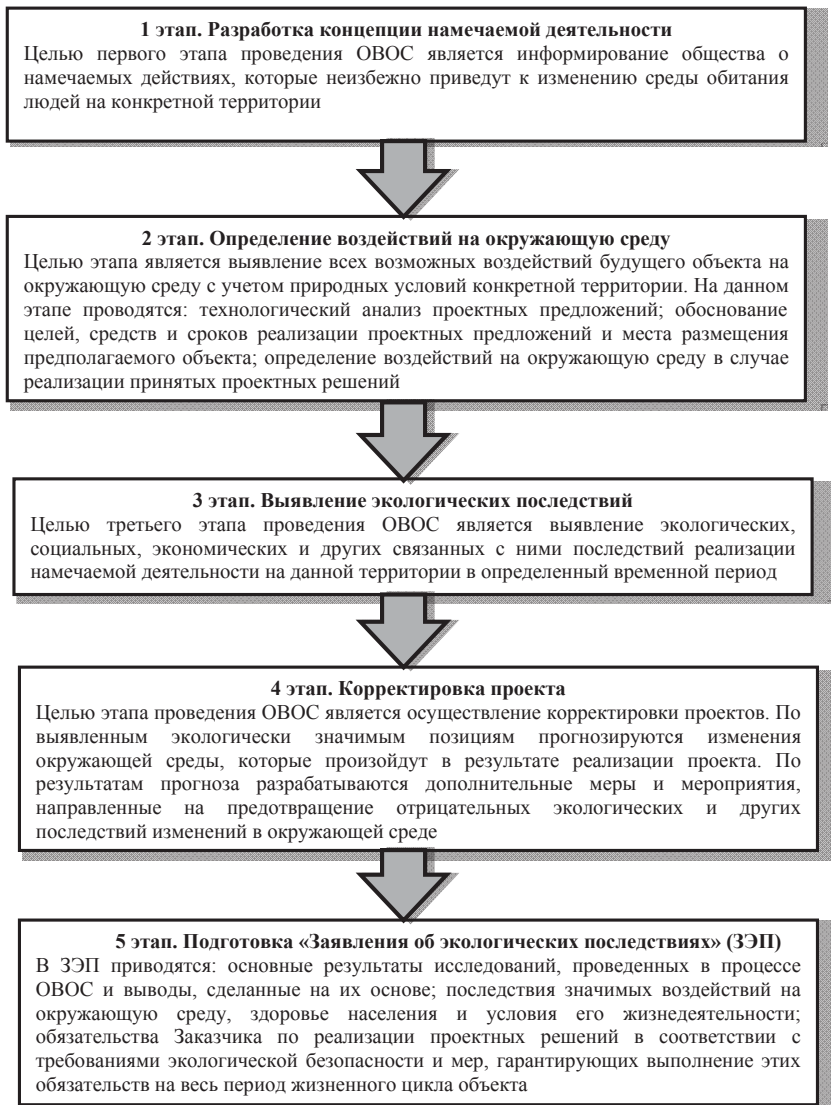 1 этап. Разработка концепции намечаемой деятельности
Целью первого этапа проведения ОВОС является информирование общества о
намечаемых действиях, которые неизбежно приведут к изменению среды обитания
людей на конкретной территории
2 этап. Определение воздействий на окружающую среду
Целью этапа является выявление всех возможных воздействий будущего объекта на
окружающую среду с учетом природных условий конкретной территории. На данном
этапе проводятся: технологический анализ проектных предложений; обоснование
целей, средств и сроков реализации проектных предложений и места размещения
предполагаемого объекта; определение воздействий на окружающую среду в случае
реализации принятых проектных решений
3 этап. Выявление экологических последствий
Целью третьего этапа проведения ОВОС является выявление экологических,
социальных, экономических и других связанных с ними последствий реализации
намечаемой деятельности на данной территории в определенный временной период
4 этап. Корректировка проекта
Целью этапа проведения ОВОС является осуществление корректировки проектов. По
выявленным экологически значимым позициям прогнозируются изменения
окружающей среды, которые произойдут в результате реализации проекта. По
результатам прогноза разрабатываются дополнительные меры и мероприятия,
направленные на предотвращение отрицательных экологических и других
последствий изменений в окружающей среде
5 этап. Подготовка «Заявления об экологических последствиях» (ЗЭП)
В ЗЭП приводятся: основные результаты исследований, проведенных в процессе
ОВОС и выводы, сделанные на их основе; последствия значимых воздействий на
окружающую среду, здоровье населения и условия его жизнедеятельности;
обязательства Заказчика по реализации проектных решений в соответствии с
требованиями экологической безопасности и мер, гарантирующих выполнение этих
обязательств на весь период жизненного цикла объекта